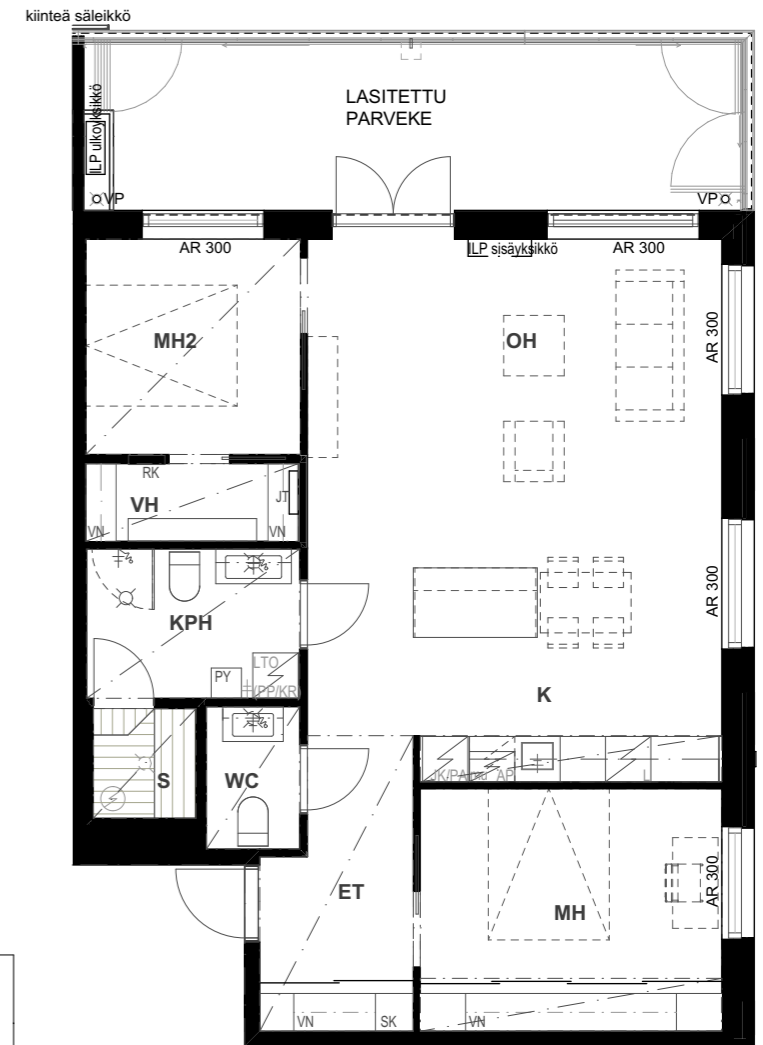 kiinteä säleikkö
LASITETTU
PARVEKE
ILP ulkoyksikkö
VP
VP
AR 300
ILP sisäyksikkö
AR 300
MH2
OH
AR 300
RK
VH
JT
VN
VN
KPH
AR 300
LTO
PY
/PP/KR
K
S
WC
JK/PA
AP
L
ET
MH
AR 300
VN
SK
VN